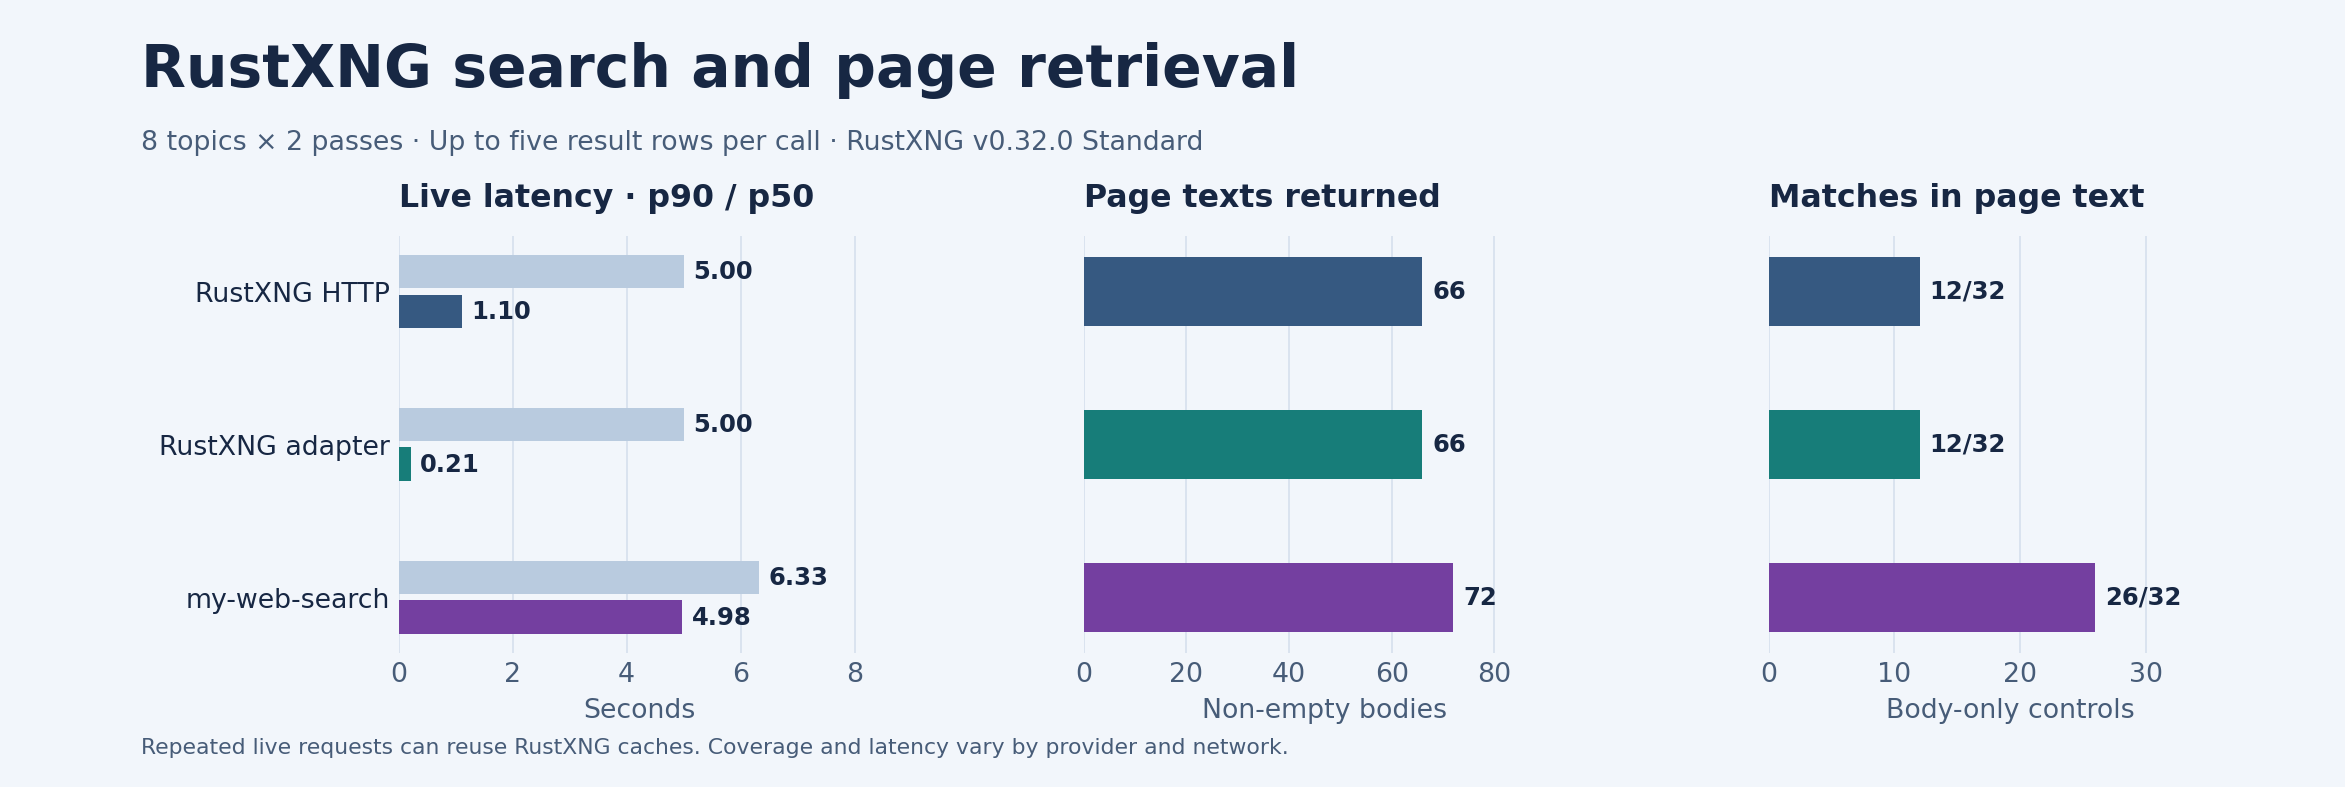 RustXNG search and page retrieval
8 topics × 2 passes · Up to five result rows per call · RustXNG v0.32.0 Standard
Live latency · p90 / p50
RustXNG HTTP
5.00
1.10
RustXNG adapter
5.00
0.21
my-web-search
6.33
4.98
0 2 4 6 8
Seconds
Page texts returned
66
66
72
0 20 40 60 80
Non-empty bodies
Matches in page text
12/32
12/32
26/32
0 10 20 30
Body-only controls
Repeated live requests can reuse RustXNG caches. Coverage and latency vary by provider and network.